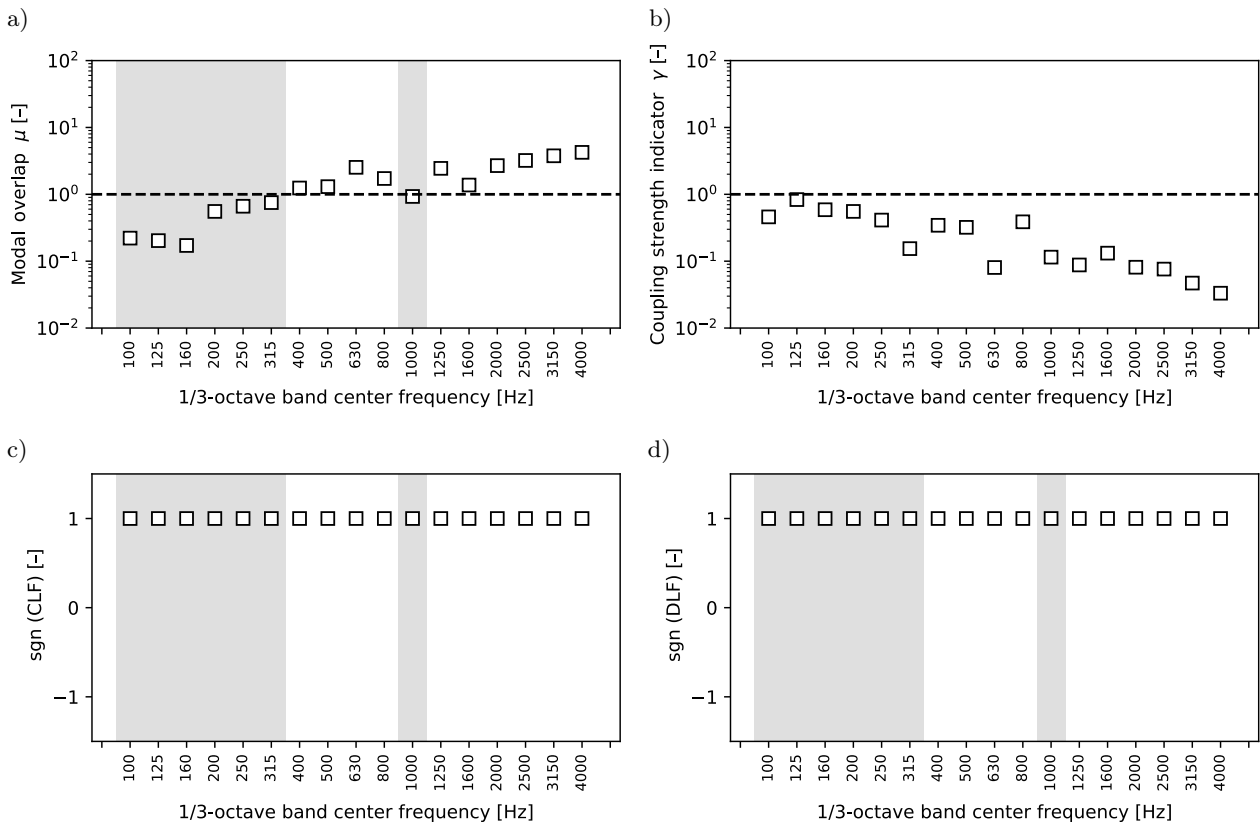 a)
Modal overlap μ [–]
10^2
10^1
10^0
10^−1
10^−2
100 125 160 200 250 315 400 500 630 800 1000 1250 1600 2000 2500 3150 4000
1/3-octave band center frequency [Hz]
b)
Coupling strength indicator γ [–]
10^2
10^1
10^0
10^−1
10^−2
100 125 160 200 250 315 400 500 630 800 1000 1250 1600 2000 2500 3150 4000
1/3-octave band center frequency [Hz]
c)
sgn (CLF) [–]
1
0
−1
100 125 160 200 250 315 400 500 630 800 1000 1250 1600 2000 2500 3150 4000
1/3-octave band center frequency [Hz]
d)
sgn (DLF) [–]
1
0
−1
100 125 160 200 250 315 400 500 630 800 1000 1250 1600 2000 2500 3150 4000
1/3-octave band center frequency [Hz]